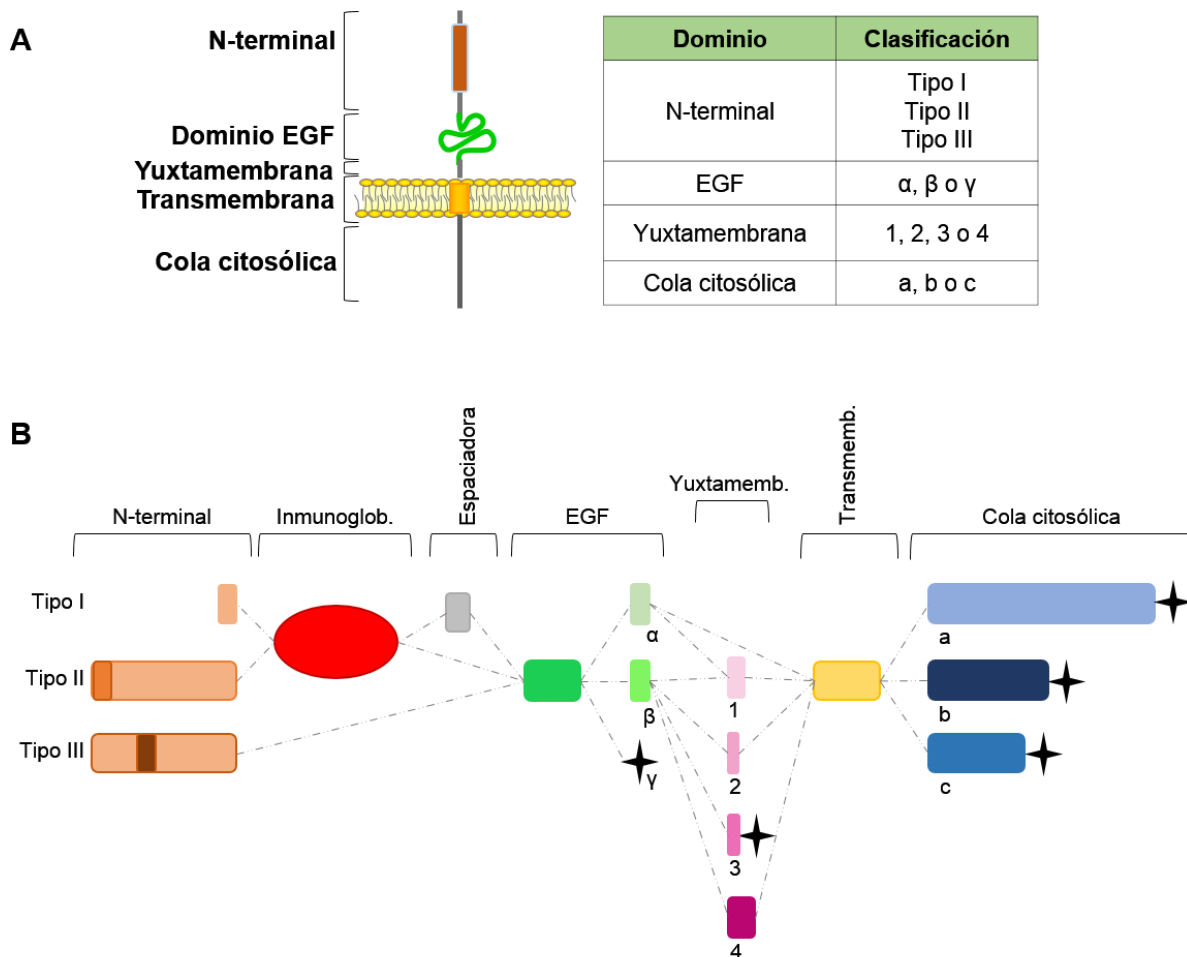 A
N-terminal
Dominio EGF
Yuxtamembrana
Transmembrana
Cola citosólica
Dominio Clasificación
N-terminal Tipo I
Tipo II
Tipo III
EGF α, β o γ
Yuxtamembrana 1, 2, 3 o 4
Cola citosólica a, b o c
B
N-terminal Inmunoglob. Espaciadora EGF Yuxtamemb. Transmemb. Cola citosólica
Tipo I
α
a
Tipo II
β
1
b
Tipo III
γ
2
c
3
4